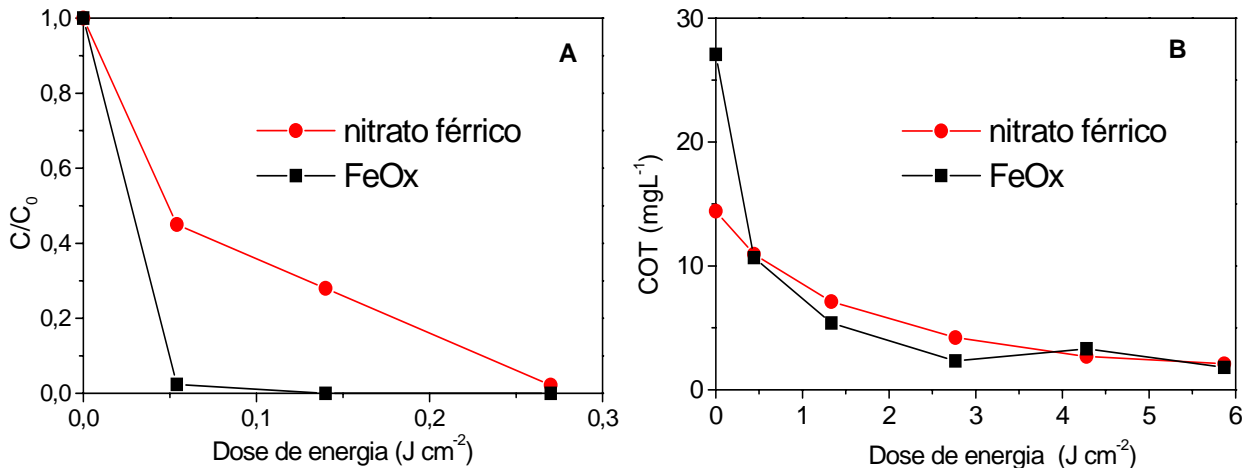 A
1,0
0,8
0,6
0,4
0,2
0,0
C/C0
nitrato férrico
FeOx
0,0
0,1
0,2
0,3
Dose de energia (J cm-2)
B
30
20
10
0
COT (mgL-1)
nitrato férrico
FeOx
0
1
2
3
4
5
6
Dose de energia (J cm-2)